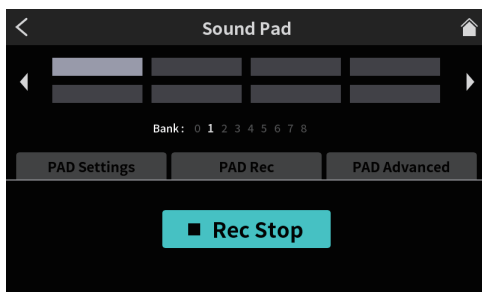 Sound Pad
Bank: 0 1 2 3 4 5 6 7 8
PAD Settings PAD Rec PAD Advanced
Rec Stop